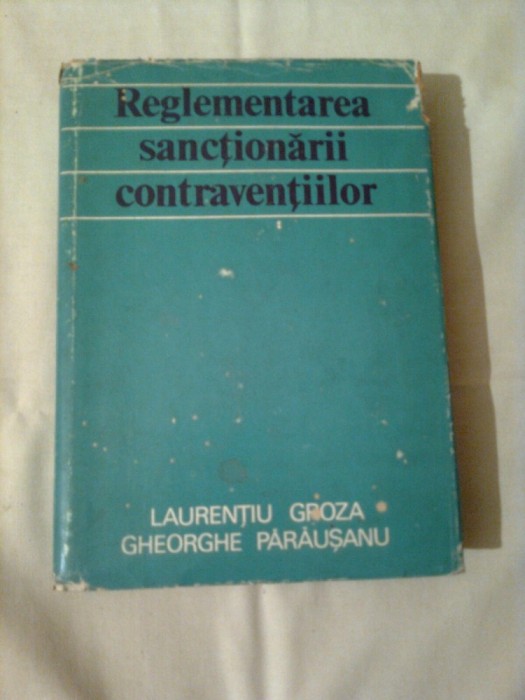 Reglementarea
sancționării
contravențiilor
LAURENȚIU GROZA
GHEORGHE PĂRĂUȘANU